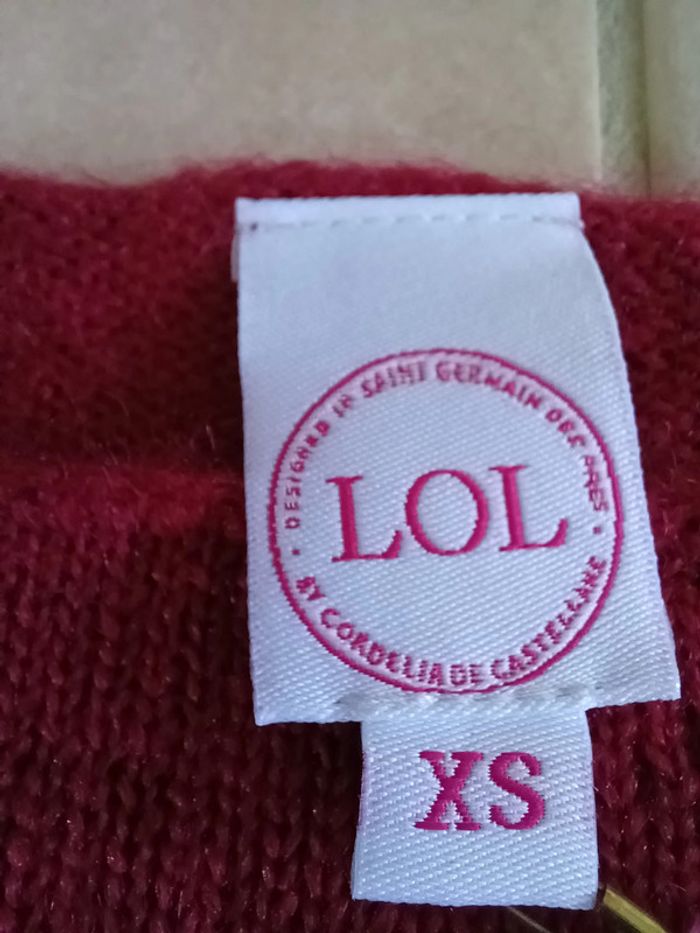 DESIGNED IN SAINT GERMAIN DES PRES
LOL
BY CORDELIA DE CASTELLANE
XS